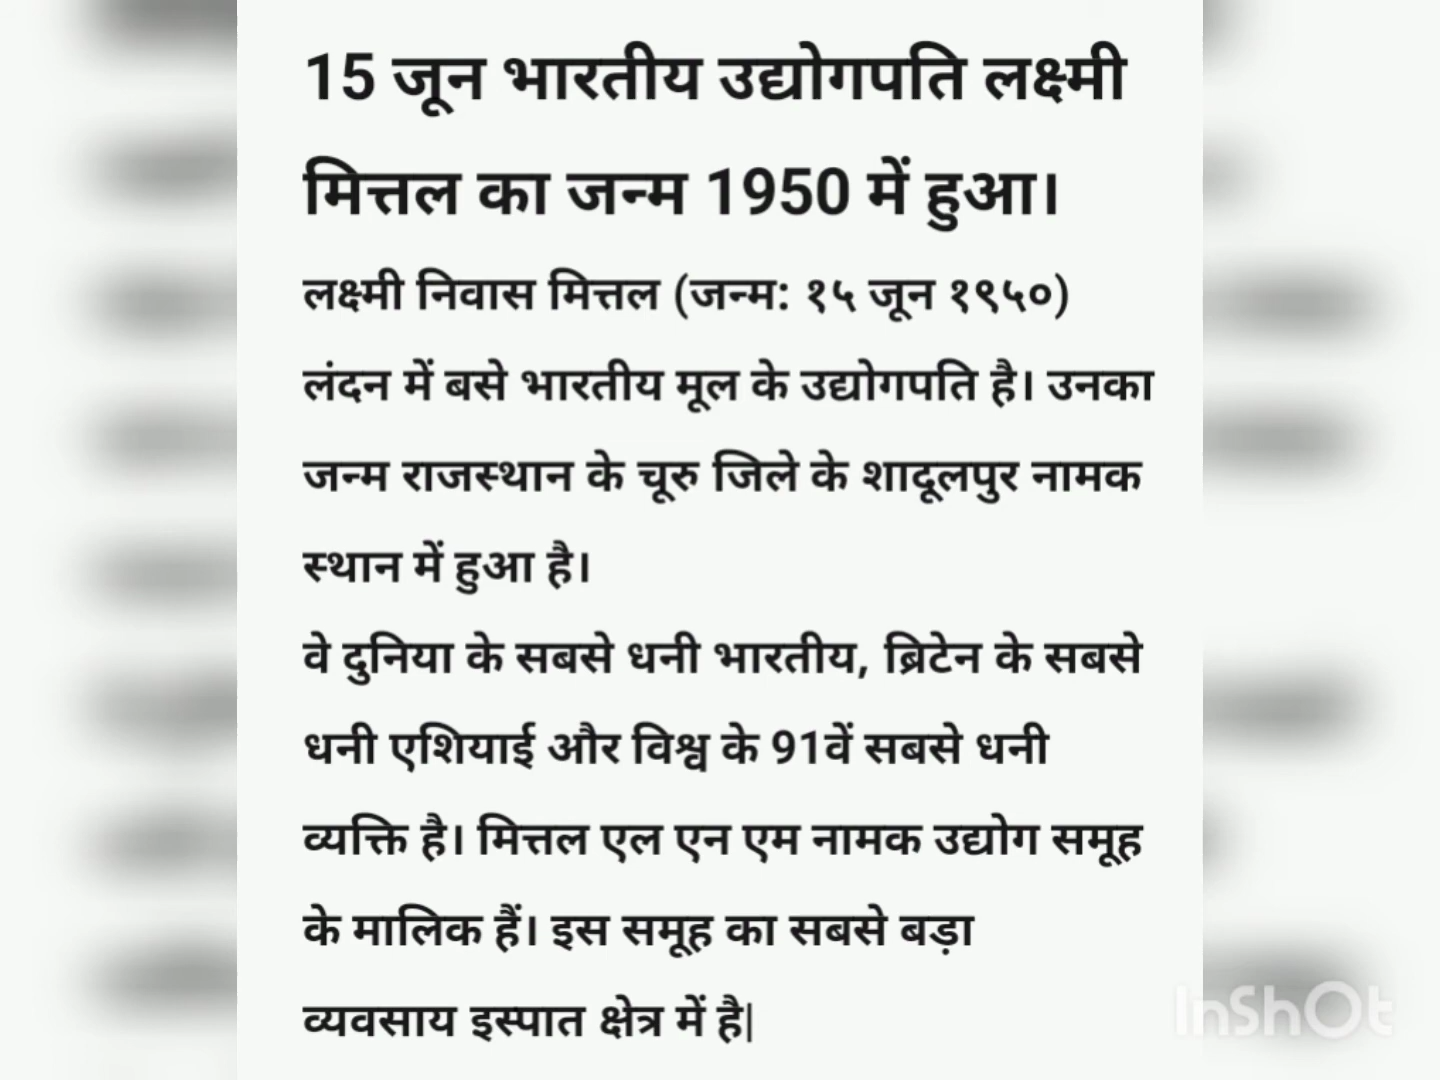 15 जून भारतीय उद्योगपति लक्ष्मी
मित्तल का जन्म 1950 में हुआ।
लक्ष्मी निवास मित्तल (जन्म: १५ जून १९५०)
लंदन में बसे भारतीय मूल के उद्योगपति है। उनका
जन्म राजस्थान के चूरु जिले के शादूलपुर नामक
स्थान में हुआ है।
वे दुनिया के सबसे धनी भारतीय, ब्रिटेन के सबसे
धनी एशियाई और विश्व के 91वें सबसे धनी
व्यक्ति है। मित्तल एल एन एम नामक उद्योग समूह
के मालिक हैं। इस समूह का सबसे बड़ा
व्यवसाय इस्पात क्षेत्र में है|
InShOt